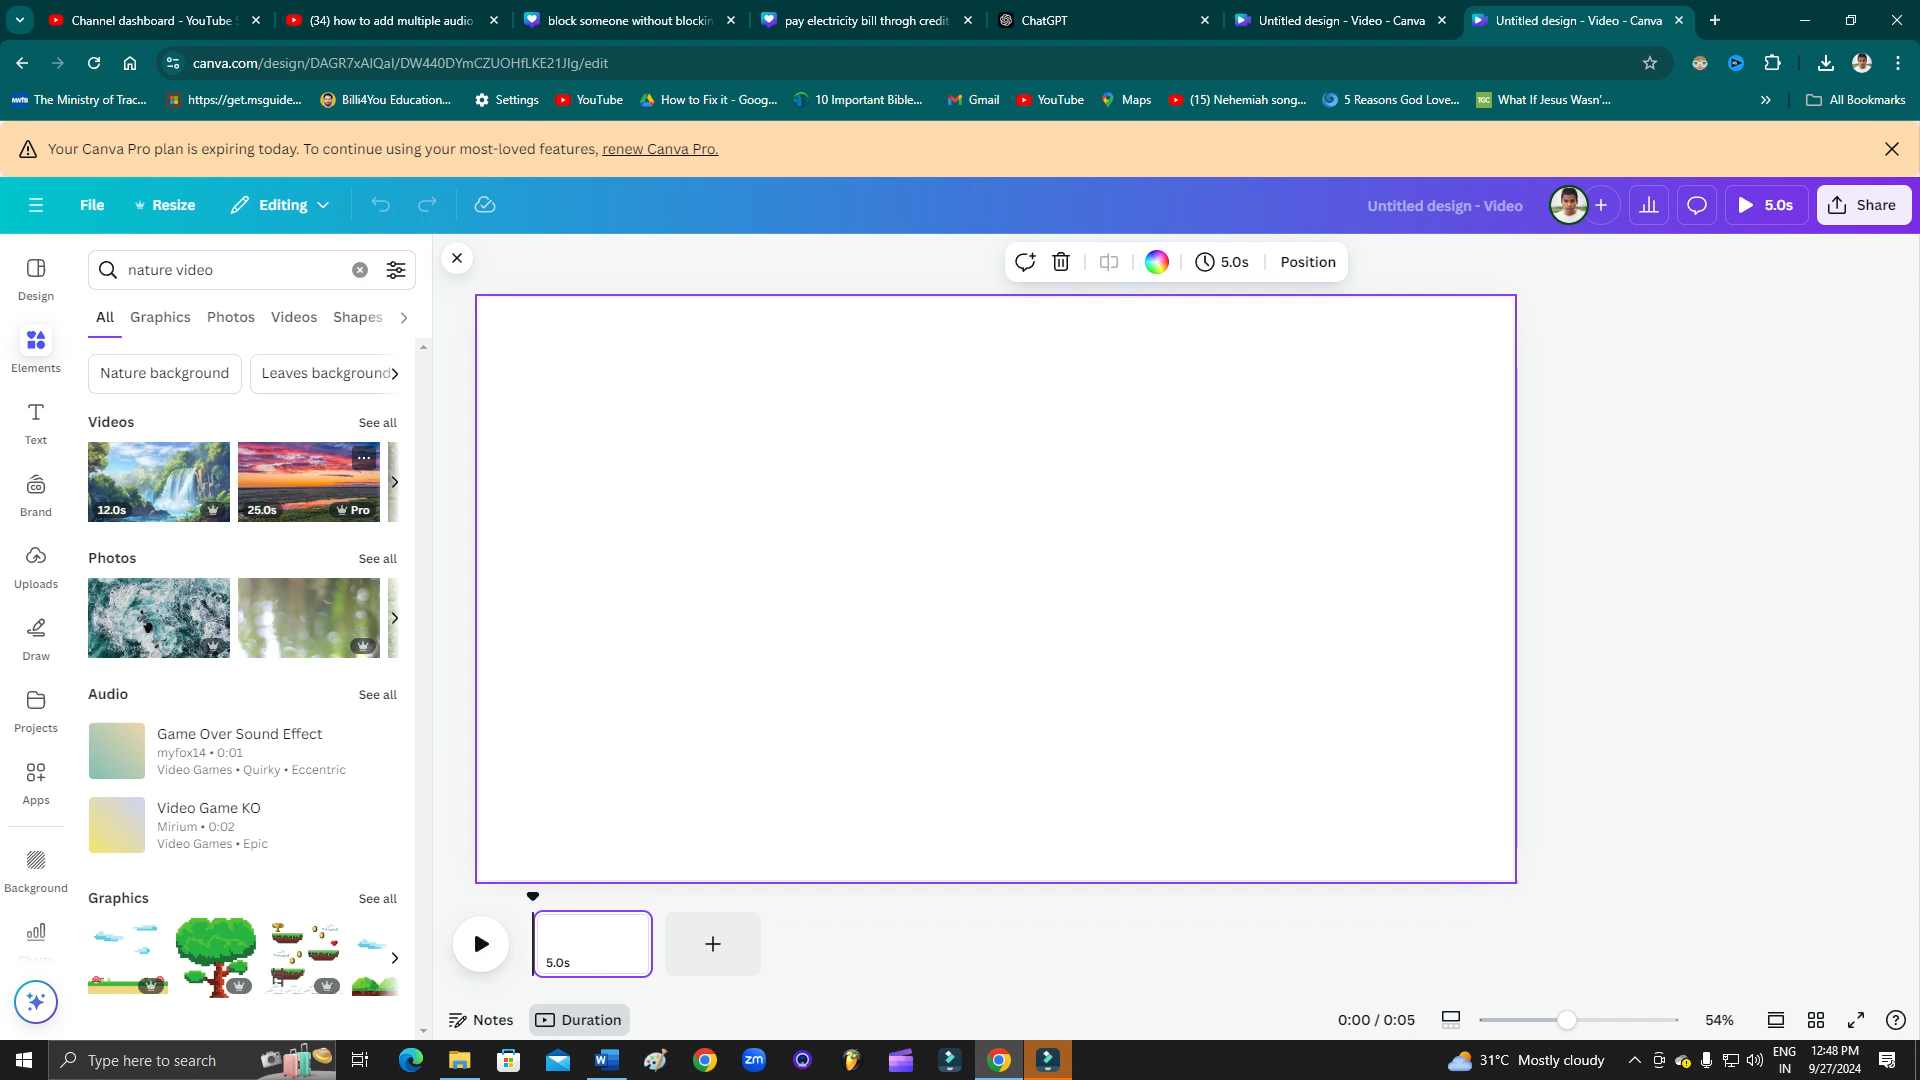 Channel dashboard - YouTube S
(34) how to add multiple audio
block someone without blockin
pay electricity bill throgh credit
ChatGPT
Untitled design - Video - Canva
Untitled design - Video - Canva
canva.com/design/DAGR7xAIQaI/DW440DYmCZUOHfLKE21JIg/edit
MWTB The Ministry of Trac...
https://get.msguide...
Billi4You Education...
Settings
YouTube
How to Fix it - Goog...
10 Important Bible...
Gmail
YouTube
Maps
(15) Nehemiah song...
5 Reasons God Love...
TGC What If Jesus Wasn'...
All Bookmarks
Your Canva Pro plan is expiring today. To continue using your most-loved features, renew Canva Pro.
File
Resize
Editing
Untitled design - Video
5.0s
Share
Design
Elements
Text
Brand
Uploads
Draw
Projects
Apps
Background
Charts
nature video
All
Graphics
Photos
Videos
Shapes
Nature background
Leaves background
Videos
See all
12.0s
25.0s
Pro
Photos
See all
Audio
See all
Game Over Sound Effect
myfox14 • 0:01
Video Games • Quirky • Eccentric
Video Game KO
Mirium • 0:02
Video Games • Epic
Graphics
See all
5.0s
Position
5.0s
Notes
Duration
0:00 / 0:05
54%
Type here to search
zm
31°C Mostly cloudy
ENG
IN
12:48 PM
9/27/2024